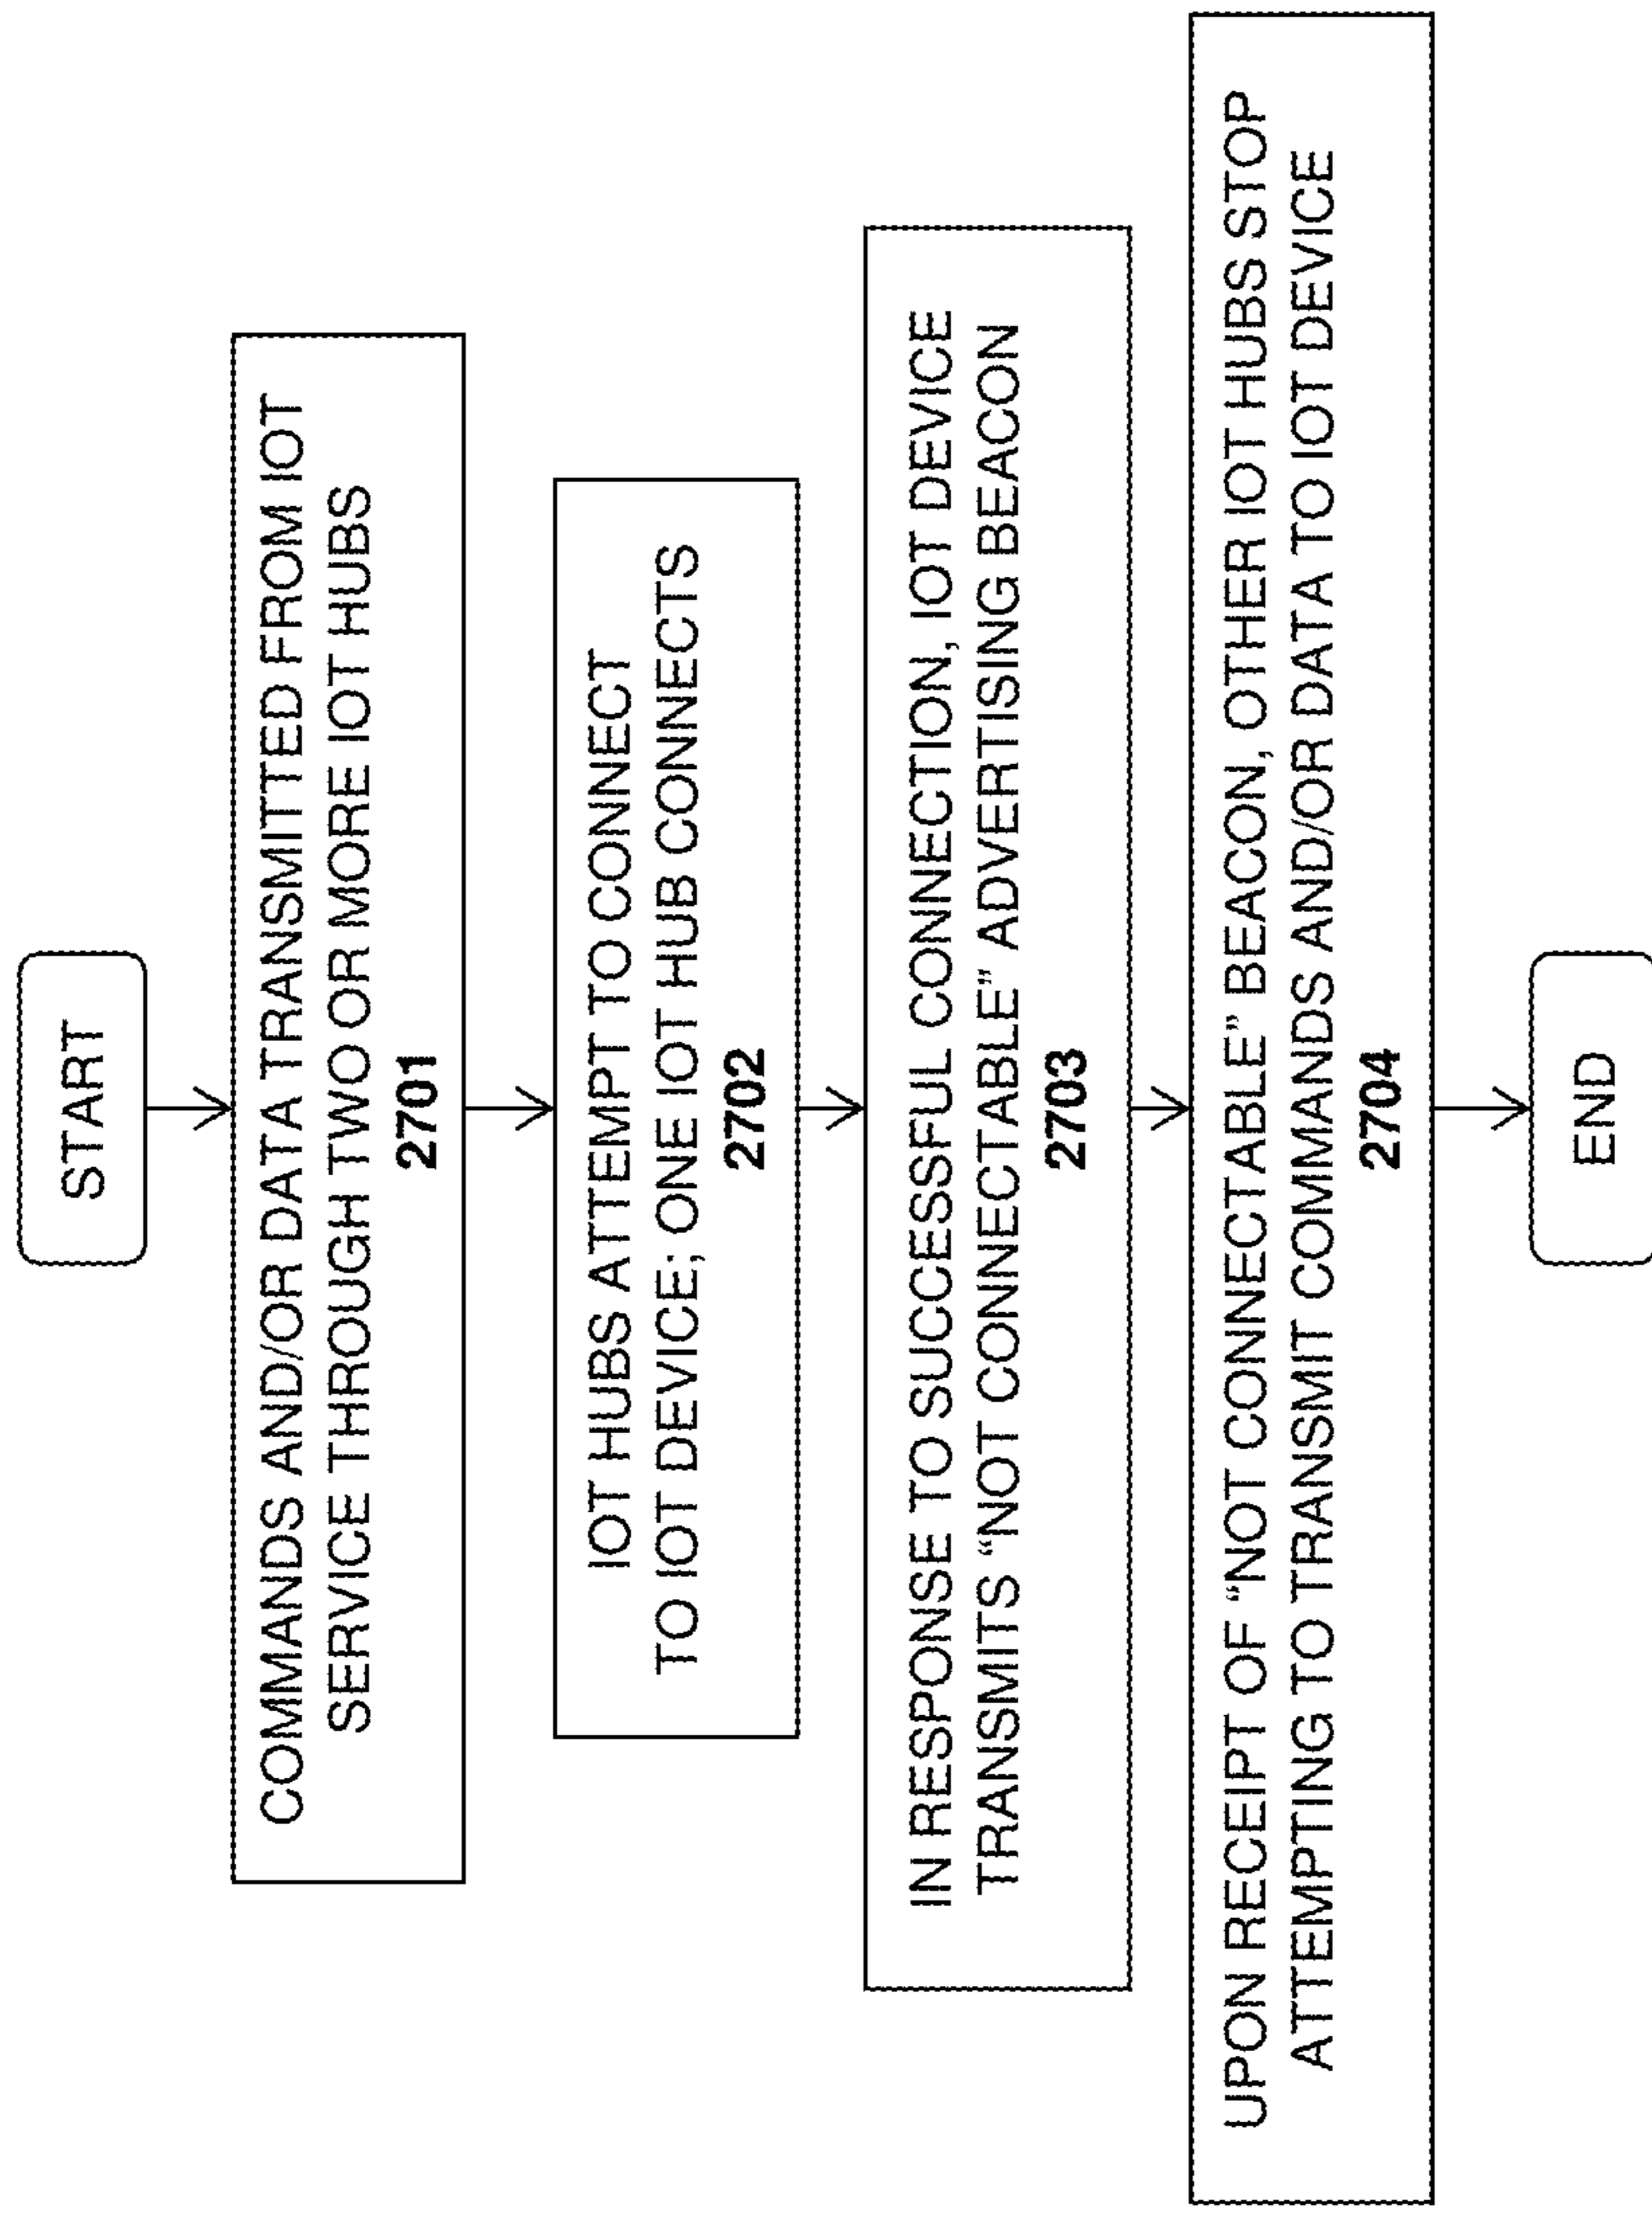 START
COMMANDS AND/OR DATA TRANSMITTED FROM IOT
SERVICE THROUGH TWO OR MORE IOT HUBS
2701
IOT HUBS ATTEMPT TO CONNECT
TO IOT DEVICE; ONE IOT HUB CONNECTS
2702
IN RESPONSE TO SUCCESSFUL CONNECTION, IOT DEVICE
TRANSMITS “NOT CONNECTABLE” ADVERTISING BEACON
2703
UPON RECEIPT OF “NOT CONNECTABLE” BEACON, OTHER IOT HUBS STOP
ATTEMPTING TO TRANSMIT COMMANDS AND/OR DATA TO IOT DEVICE
2704
END